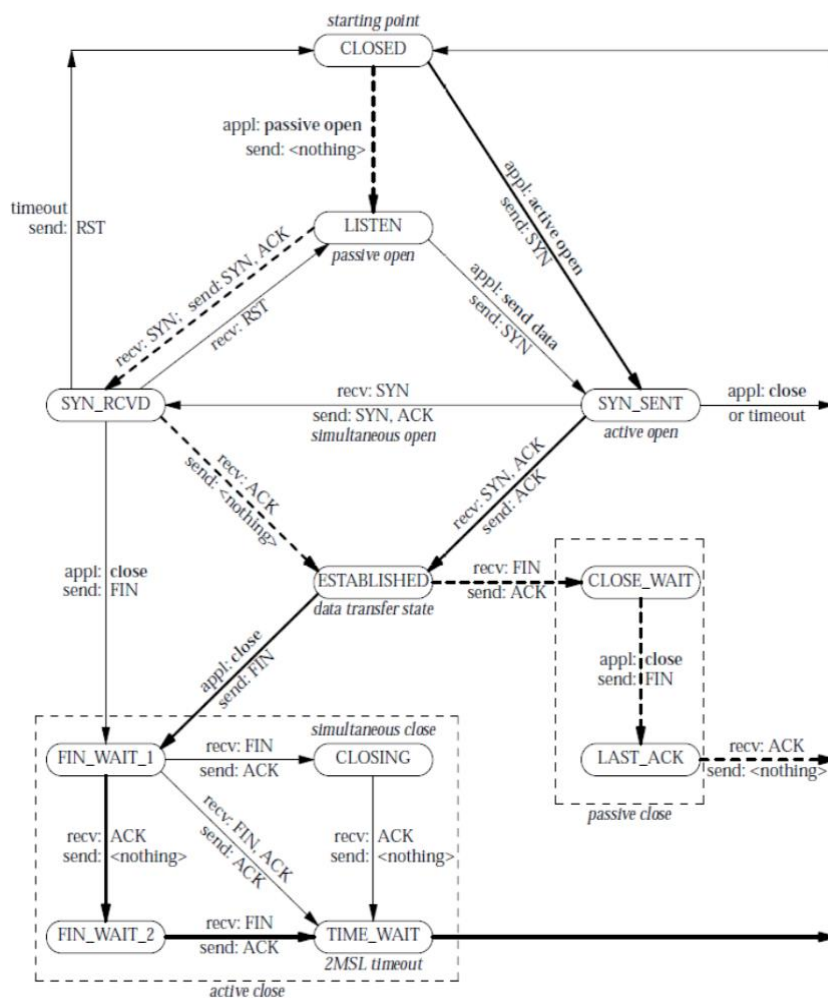 starting point
CLOSED
appl: passive open
send: <nothing>
appl: active open
send: SYN
timeout
send: RST
LISTEN
passive open
recv: SYN; send: SYN, ACK
recv: RST
appl: send data
send: SYN
SYN_RCVD
recv: SYN
send: SYN, ACK
simultaneous open
SYN_SENT
active open
appl: close
or timeout
recv: ACK
send: <nothing>
recv: SYN, ACK
send: ACK
appl: close
send: FIN
ESTABLISHED
data transfer state
recv: FIN
send: ACK
CLOSE_WAIT
appl: close
send: FIN
appl: close
send: FIN
simultaneous close
FIN_WAIT_1
recv: FIN
send: ACK
CLOSING
LAST_ACK
recv: ACK
send: <nothing>
passive close
recv: ACK
send: <nothing>
recv: FIN, ACK
send: ACK
recv: ACK
send: <nothing>
FIN_WAIT_2
recv: FIN
send: ACK
TIME_WAIT
2MSL timeout
active close